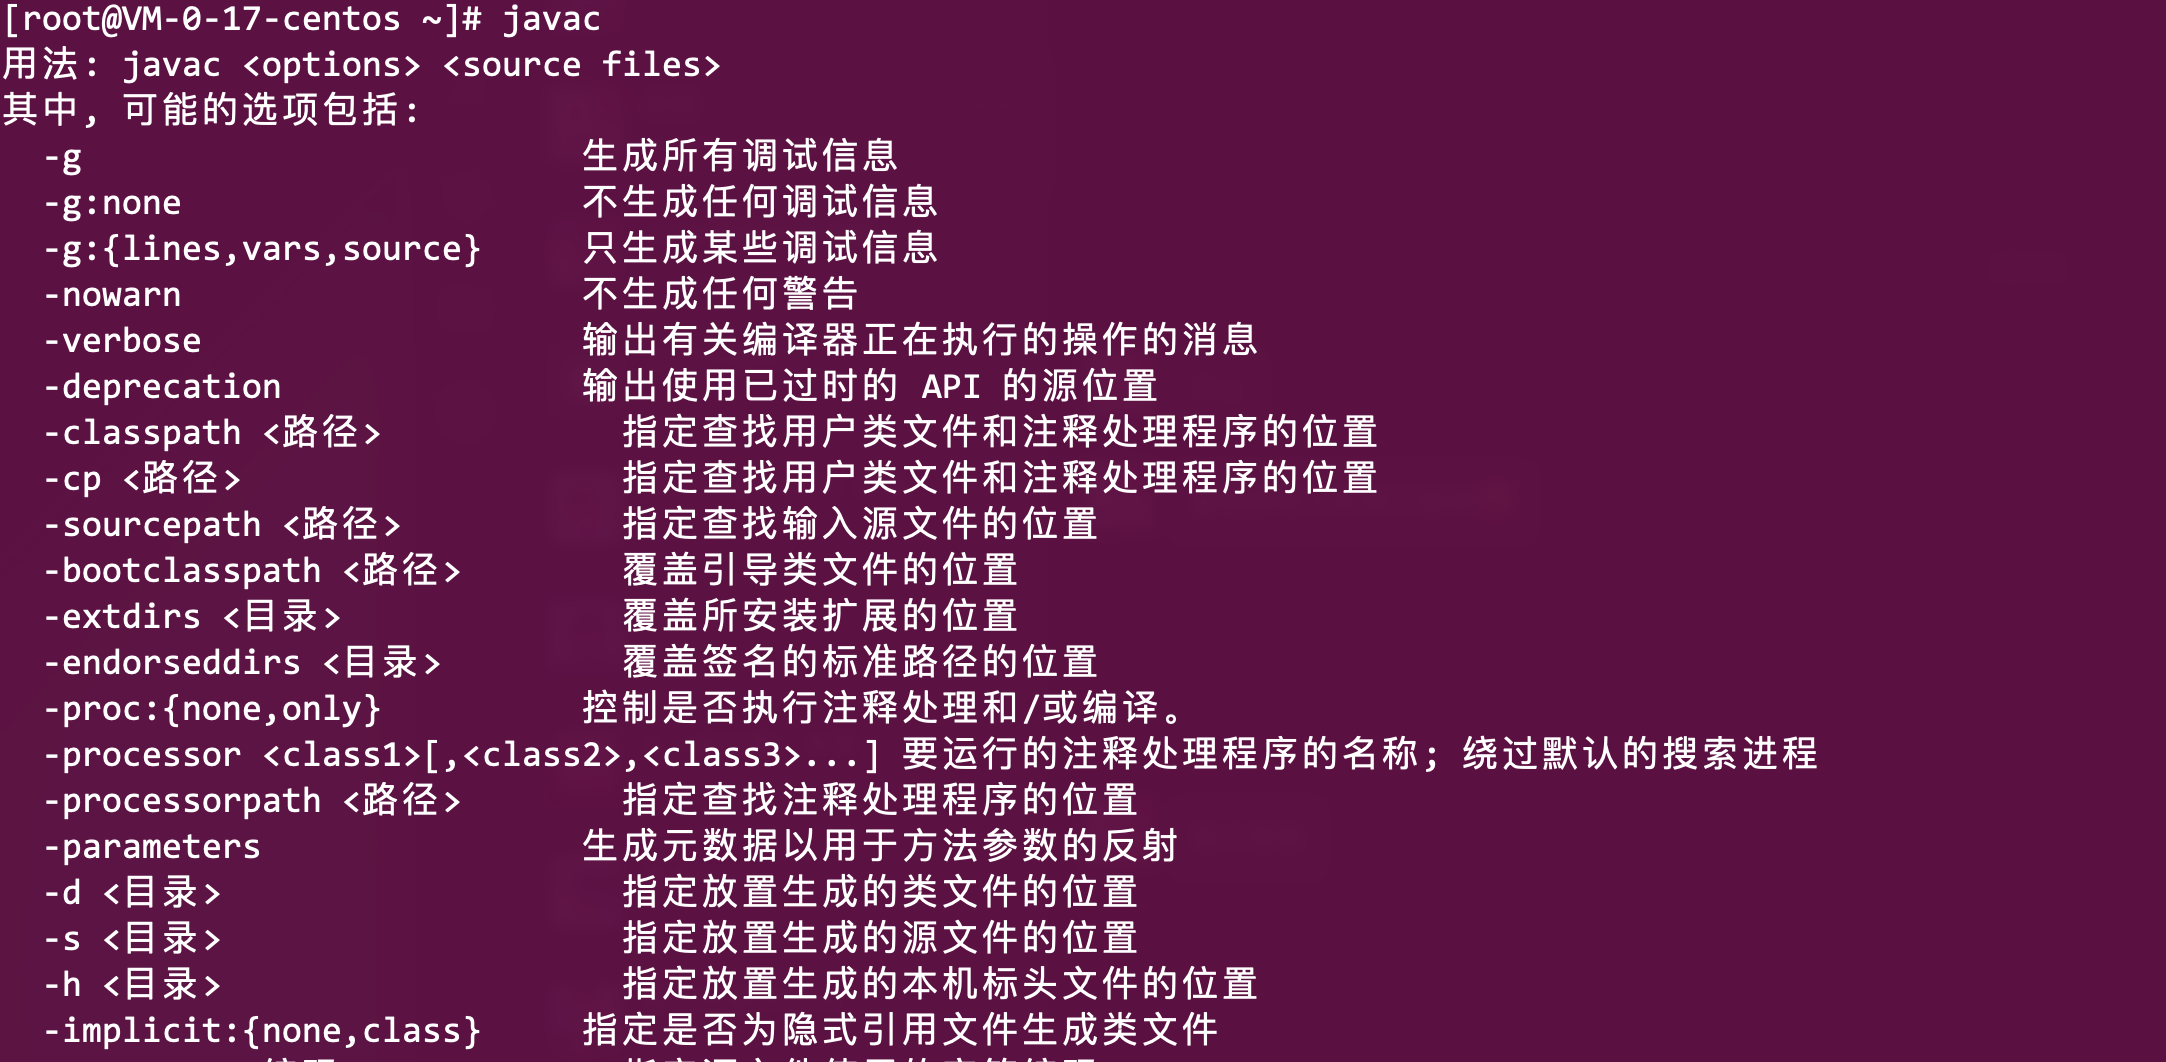 [root@VM-0-17-centos ~]# javac
用法: javac <options> <source files>
其中, 可能的选项包括:
  -g                         生成所有调试信息
  -g:none                    不生成任何调试信息
  -g:{lines,vars,source}     只生成某些调试信息
  -nowarn                    不生成任何警告
  -verbose                   输出有关编译器正在执行的操作的消息
  -deprecation               输出使用已过时的 API 的源位置
  -classpath <路径>            指定查找用户类文件和注释处理程序的位置
  -cp <路径>                   指定查找用户类文件和注释处理程序的位置
  -sourcepath <路径>           指定查找输入源文件的位置
  -bootclasspath <路径>        覆盖引导类文件的位置
  -extdirs <目录>              覆盖所安装扩展的位置
  -endorseddirs <目录>         覆盖签名的标准路径的位置
  -proc:{none,only}          控制是否执行注释处理和/或编译。
  -processor <class1>[,<class2>,<class3>...] 要运行的注释处理程序的名称; 绕过默认的搜索进程
  -processorpath <路径>        指定查找注释处理程序的位置
  -parameters                生成元数据以用于方法参数的反射
  -d <目录>                    指定放置生成的类文件的位置
  -s <目录>                    指定放置生成的源文件的位置
  -h <目录>                    指定放置生成的本机标头文件的位置
  -implicit:{none,class}     指定是否为隐式引用文件生成类文件